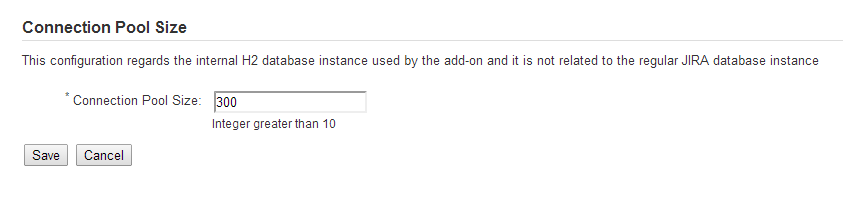 Connection Pool Size
This configuration regards the internal H2 database instance used by the add-on and it is not related to the regular JIRA database instance
* Connection Pool Size: 300
Integer greater than 10
Save Cancel